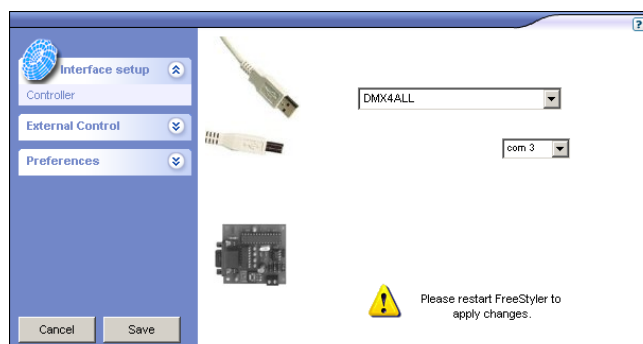 ?
Interface setup
Controller
External Control
Preferences
DMX4ALL
com 3
Please restart FreeStyler to
apply changes.
Cancel
Save